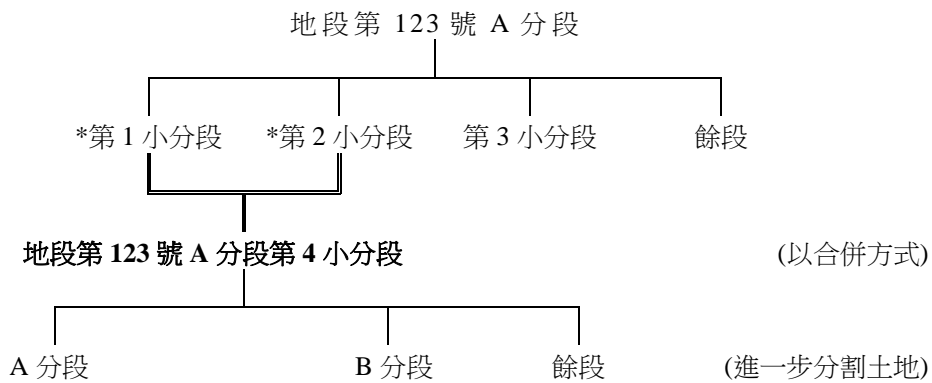 地段第 123 號 A 分段
*第 1 小分段 *第 2 小分段 第 3 小分段 餘段
地段第 123 號 A 分段第 4 小分段 (以合併方式)
A 分段 B 分段 餘段 (進一步分割土地)